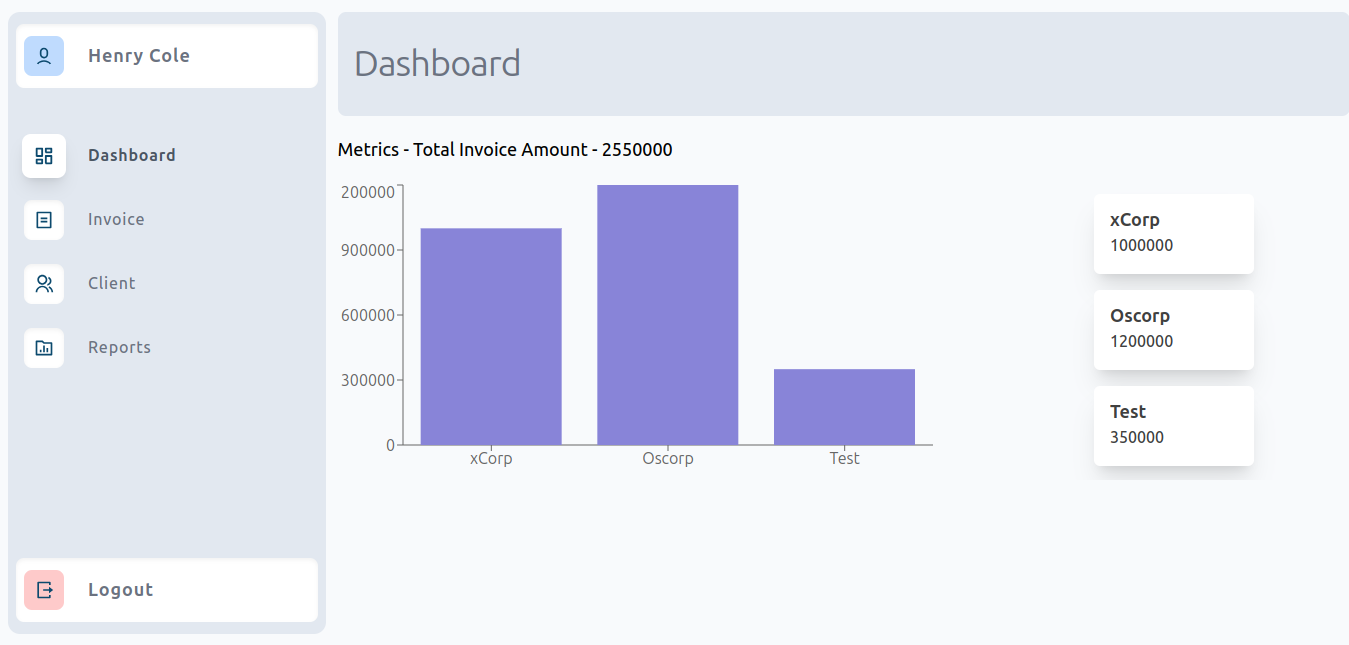 Henry Cole
Dashboard
Invoice
Client
Reports
Logout
Dashboard
Metrics - Total Invoice Amount - 2550000
200000
900000
600000
300000
0
xCorp Oscorp Test
xCorp
1000000
Oscorp
1200000
Test
350000